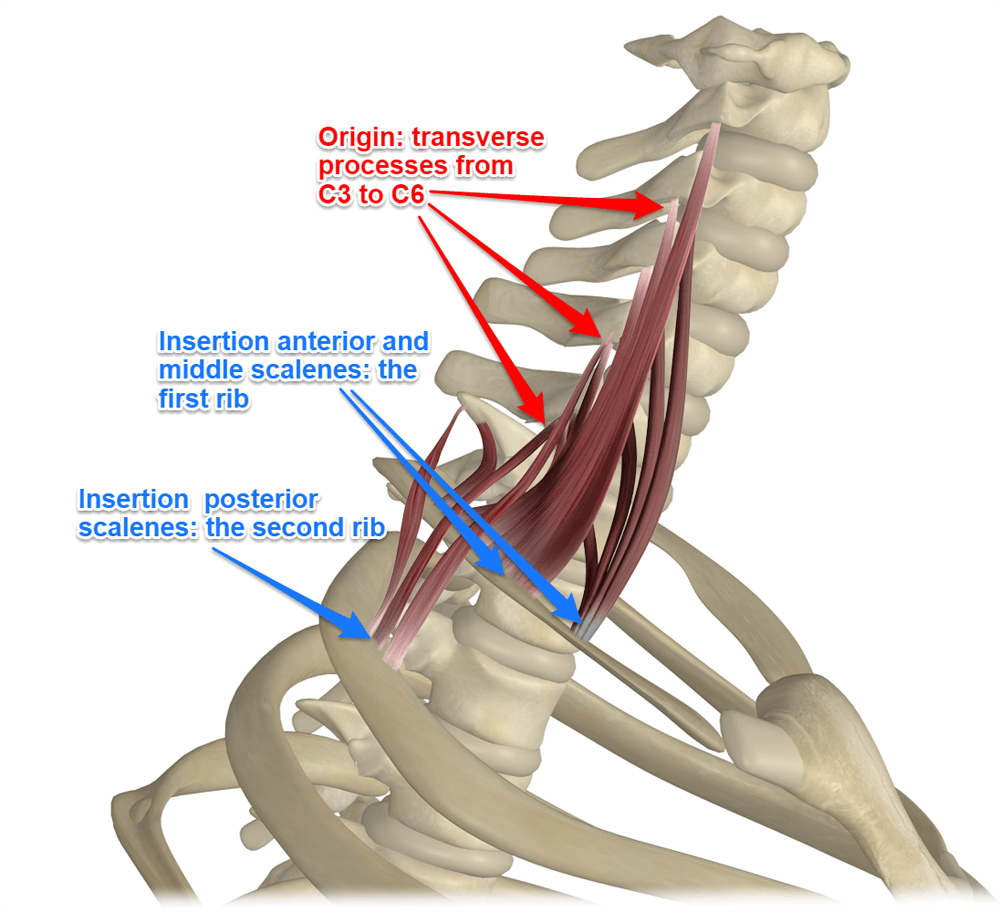 Origin: transverse
processes from
C3 to C6
Insertion anterior and
middle scalenes: the
first rib
Insertion posterior
scalenes: the second rib